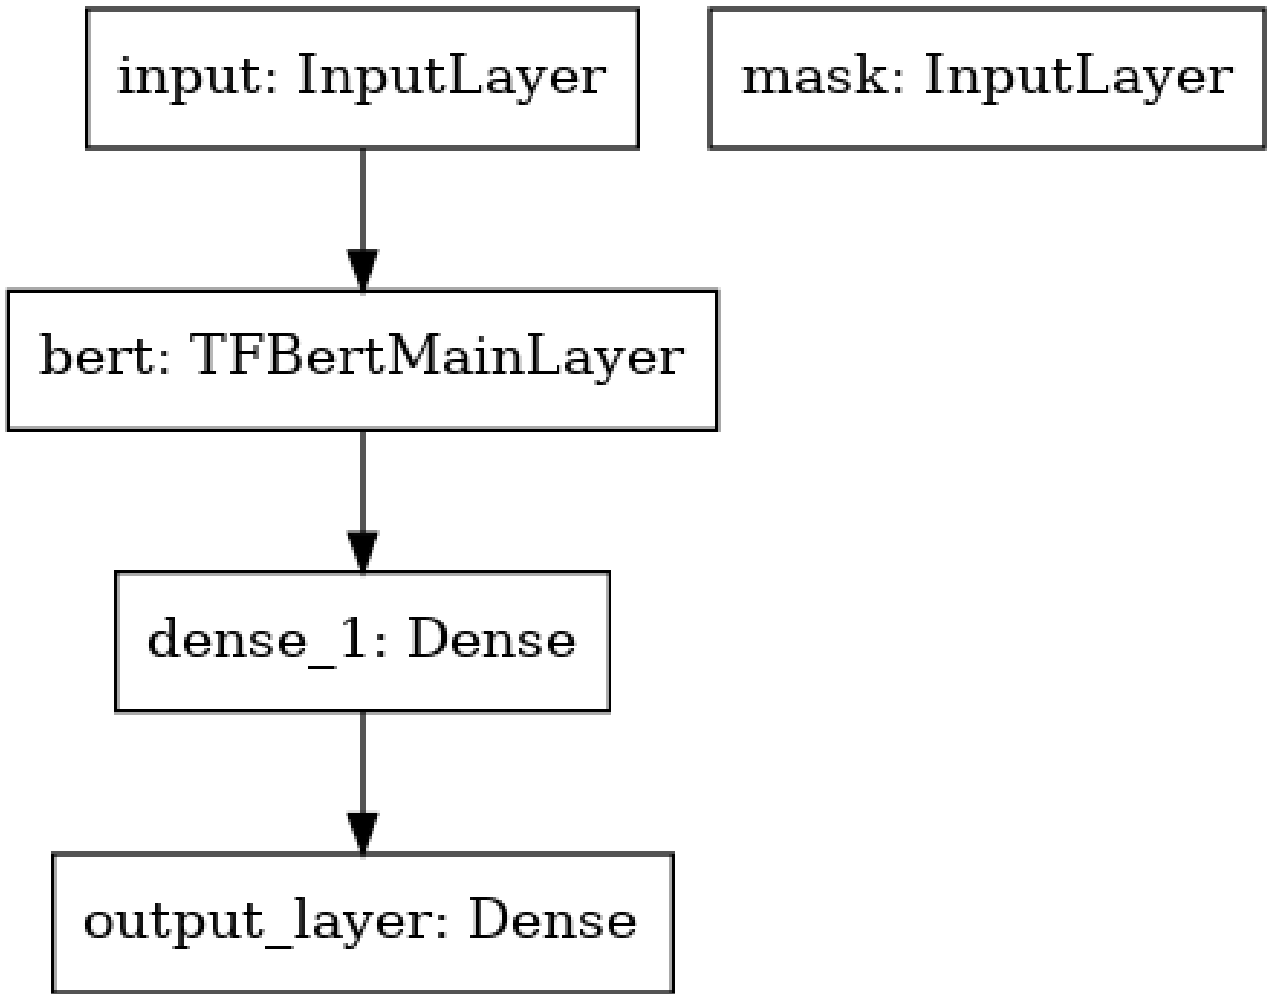 input: InputLayer
mask: InputLayer
bert: TFBertMainLayer
dense_1: Dense
output_layer: Dense